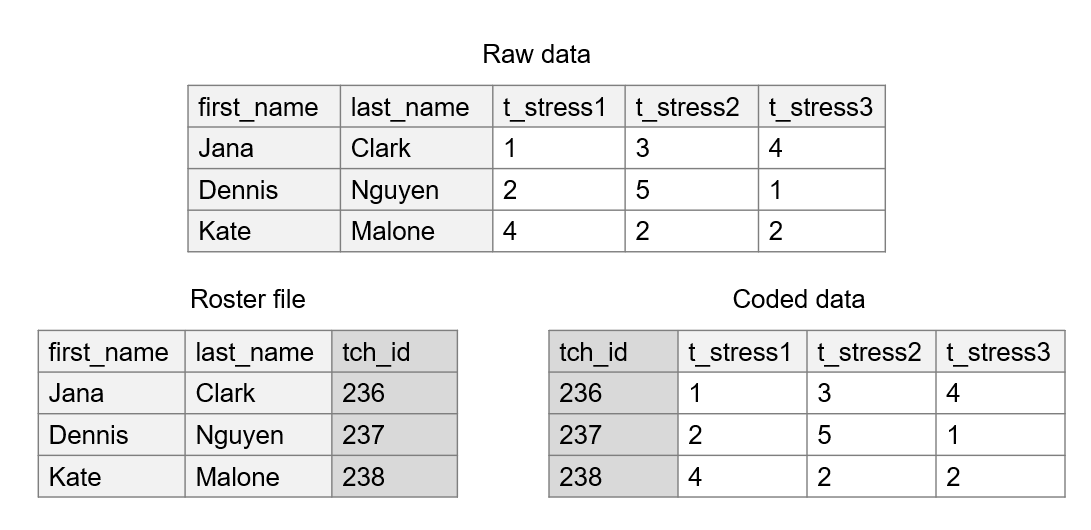 Raw data
first_name last_name t_stress1 t_stress2 t_stress3
Jana Clark 1 3 4
Dennis Nguyen 2 5 1
Kate Malone 4 2 2
Roster file
first_name last_name tch_id
Jana Clark 236
Dennis Nguyen 237
Kate Malone 238
Coded data
tch_id t_stress1 t_stress2 t_stress3
236 1 3 4
237 2 5 1
238 4 2 2